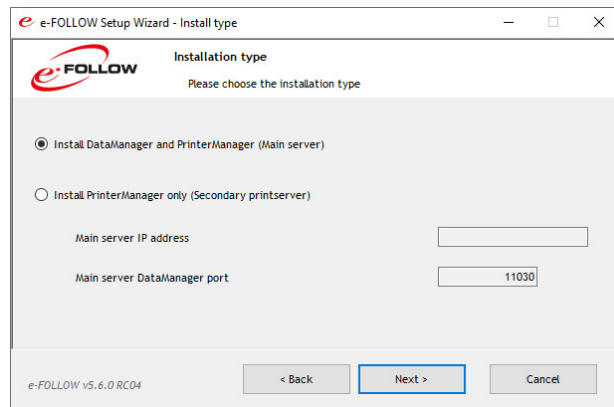 e-FOLLOW Setup Wizard - Install type
e-FOLLOW
Installation type
Please choose the installation type
Install DataManager and PrinterManager (Main server)
Install PrinterManager only (Secondary printserver)
Main server IP address
Main server DataManager port
11030
e-FOLLOW v5.6.0 RC04
< Back
Next >
Cancel